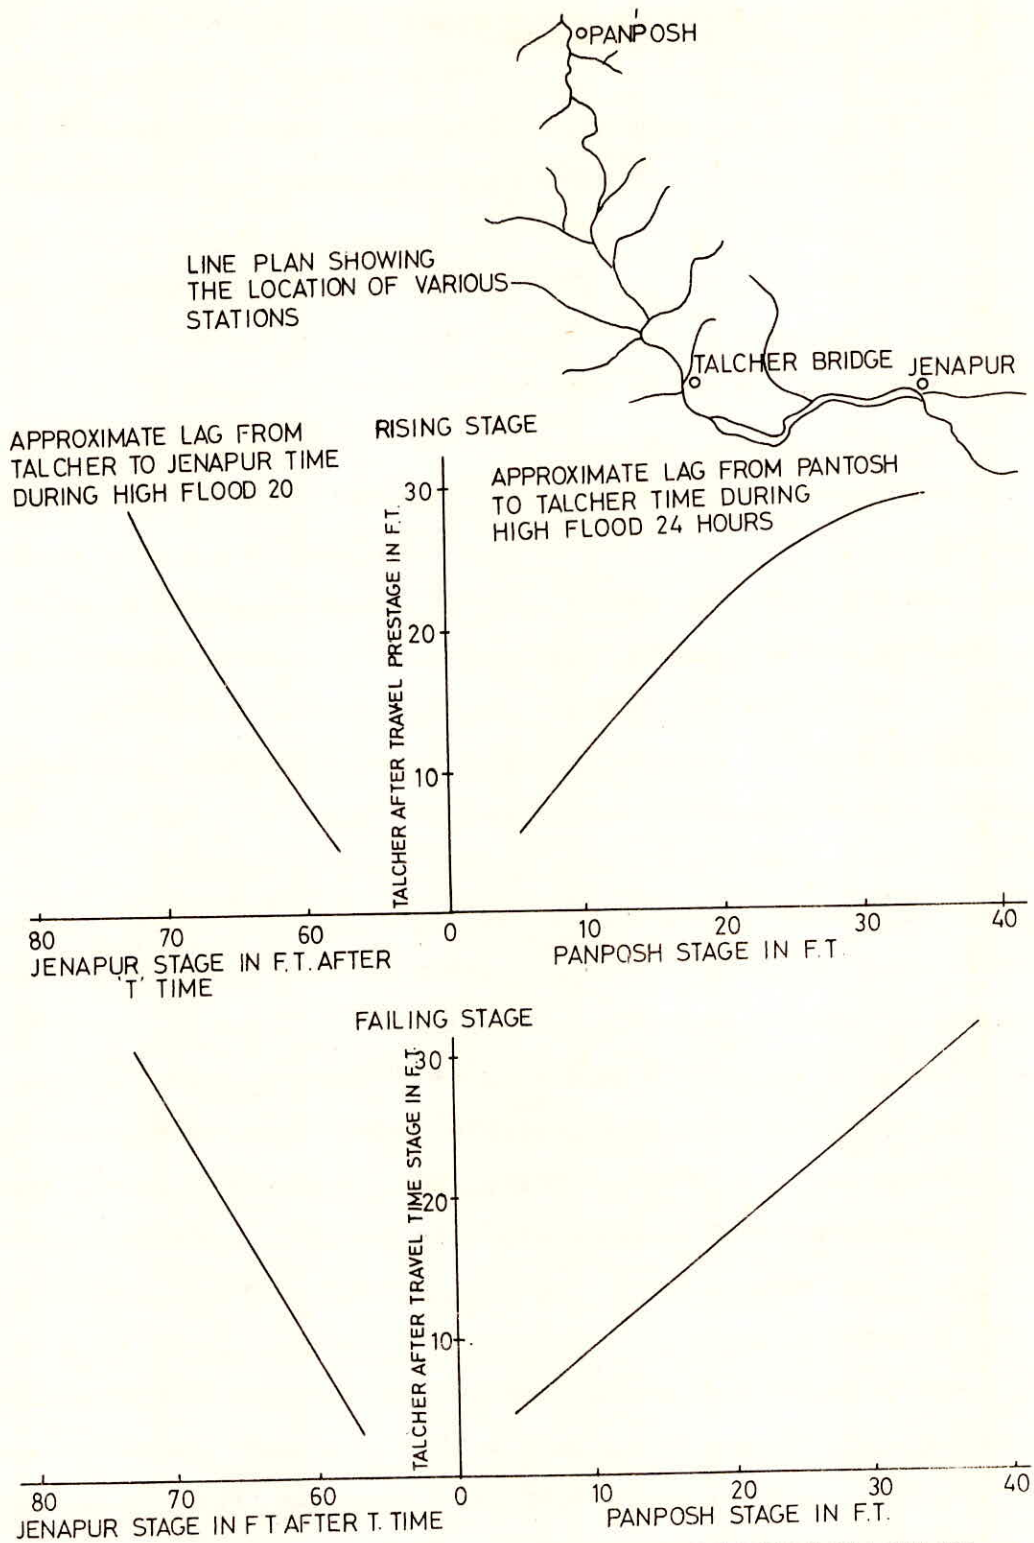 PANPOSH
LINE PLAN SHOWING
THE LOCATION OF VARIOUS
STATIONS
TALCHER BRIDGE
JENAPUR
RISING STAGE
APPROXIMATE LAG FROM
TALCHER TO JENAPUR TIME
DURING HIGH FLOOD 20
APPROXIMATE LAG FROM PANTOSH
TO TALCHER TIME DURING
HIGH FLOOD 24 HOURS
TALCHER AFTER TRAVEL PRESTAGE IN F.T.
30
20
10
80 70 60 0 10 20 30 40
JENAPUR STAGE IN F.T. AFTER
'T' TIME
PANPOSH STAGE IN F.T.
FAILING STAGE
TALCHER AFTER TRAVEL TIME STAGE IN F.T.
30
20
10
80 70 60 0 10 20 30 40
JENAPUR STAGE IN F T AFTER T. TIME
PANPOSH STAGE IN F.T.